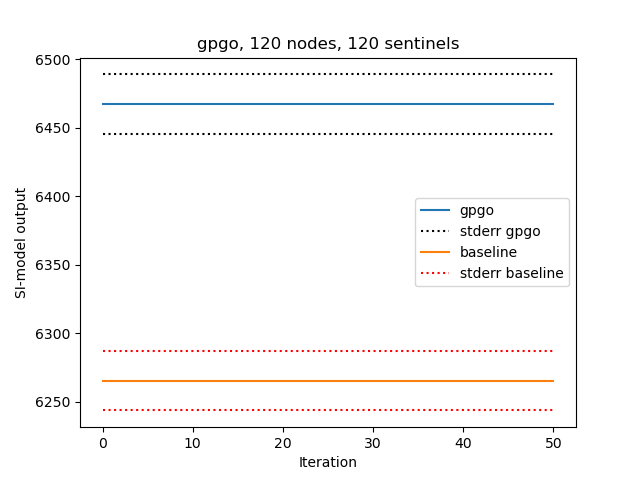 gpgo, 120 nodes, 120 sentinels
6500
6450
6400
6350
6300
6250
SI-model output
gpgo
stderr gpgo
baseline
stderr baseline
0 10 20 30 40 50
Iteration